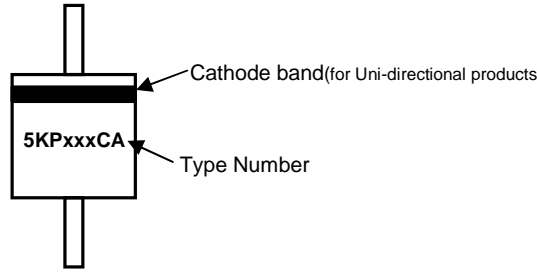 Cathode band(for Uni-directional products
5KPxxxCA
Type Number